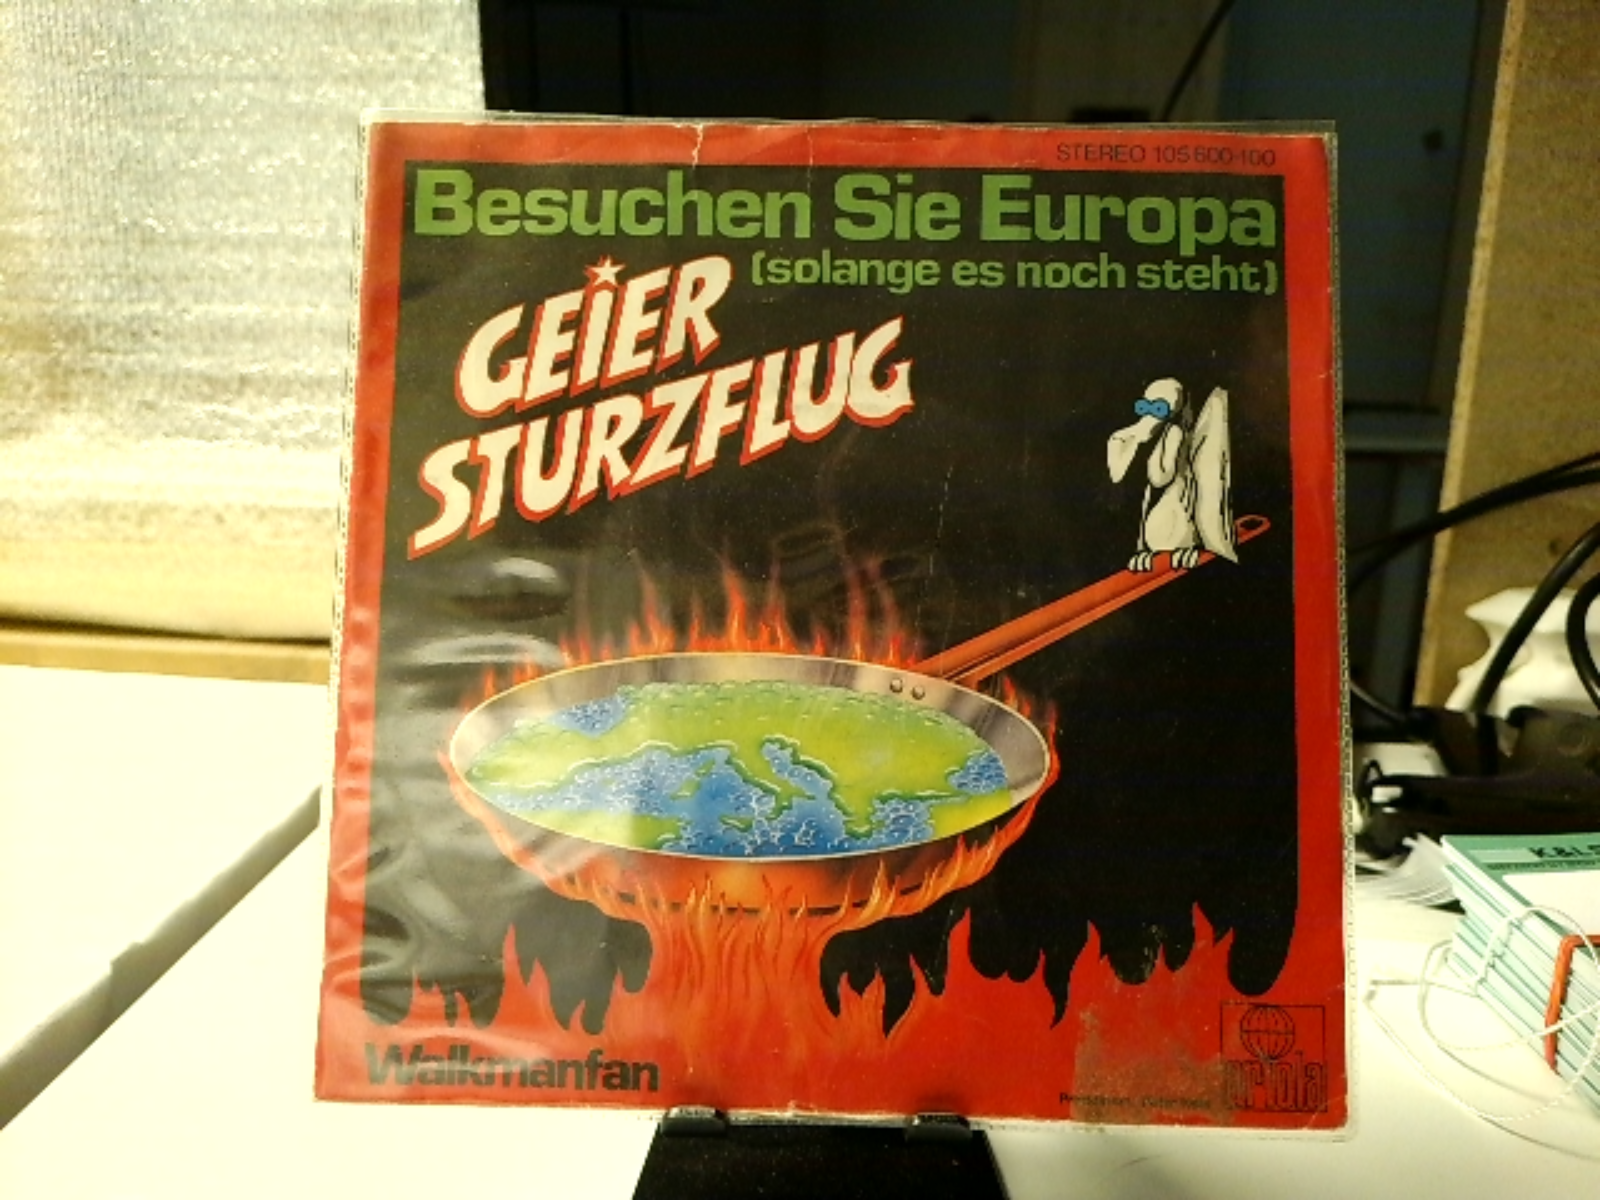 STEREO 105 600-100
Besuchen Sie Europa
(solange es noch steht)
GEiER
STURZFLUG
Walkmanfan
ariola